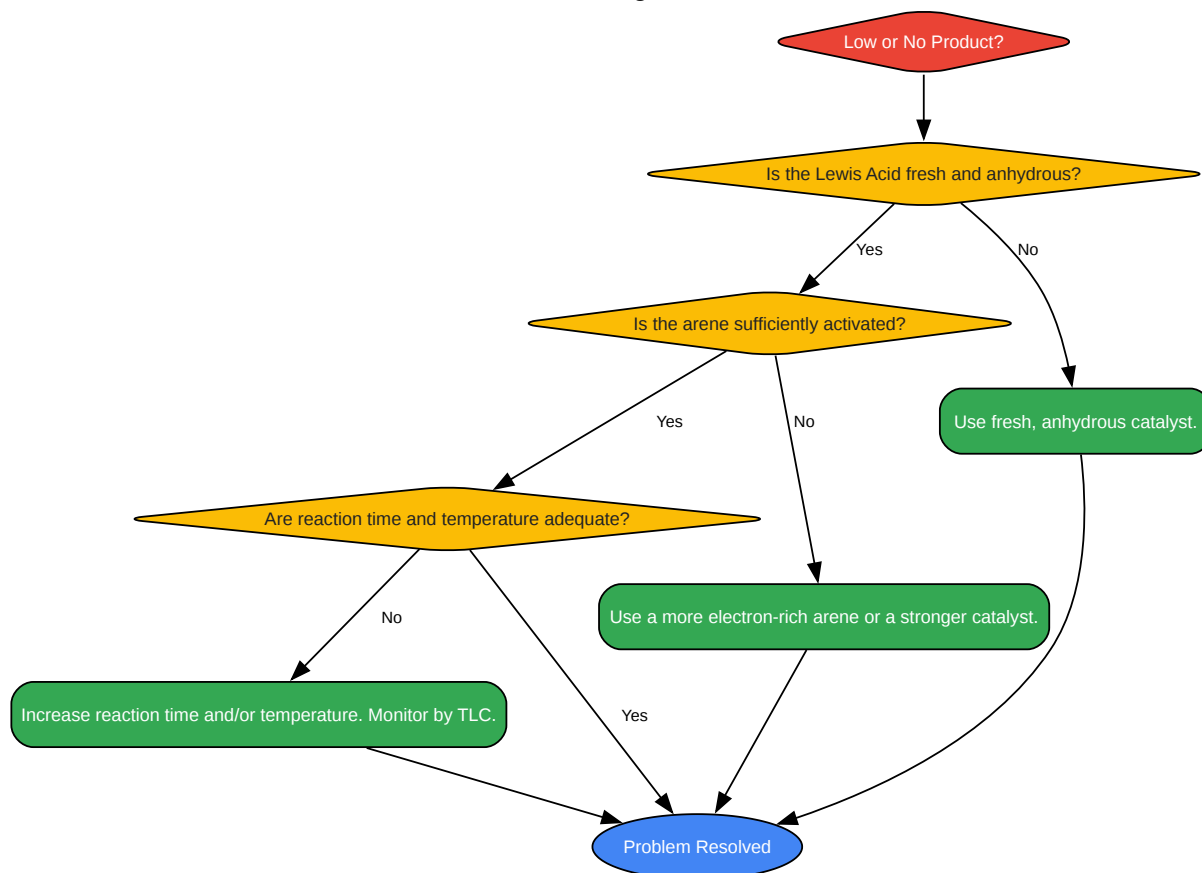 Low or No Product?
Is the Lewis Acid fresh and anhydrous?
Yes
No
Is the arene sufficiently activated?
Yes
No
Use fresh, anhydrous catalyst.
Are reaction time and temperature adequate?
No
Use a more electron-rich arene or a stronger catalyst.
Increase reaction time and/or temperature. Monitor by TLC.
Yes
Problem Resolved